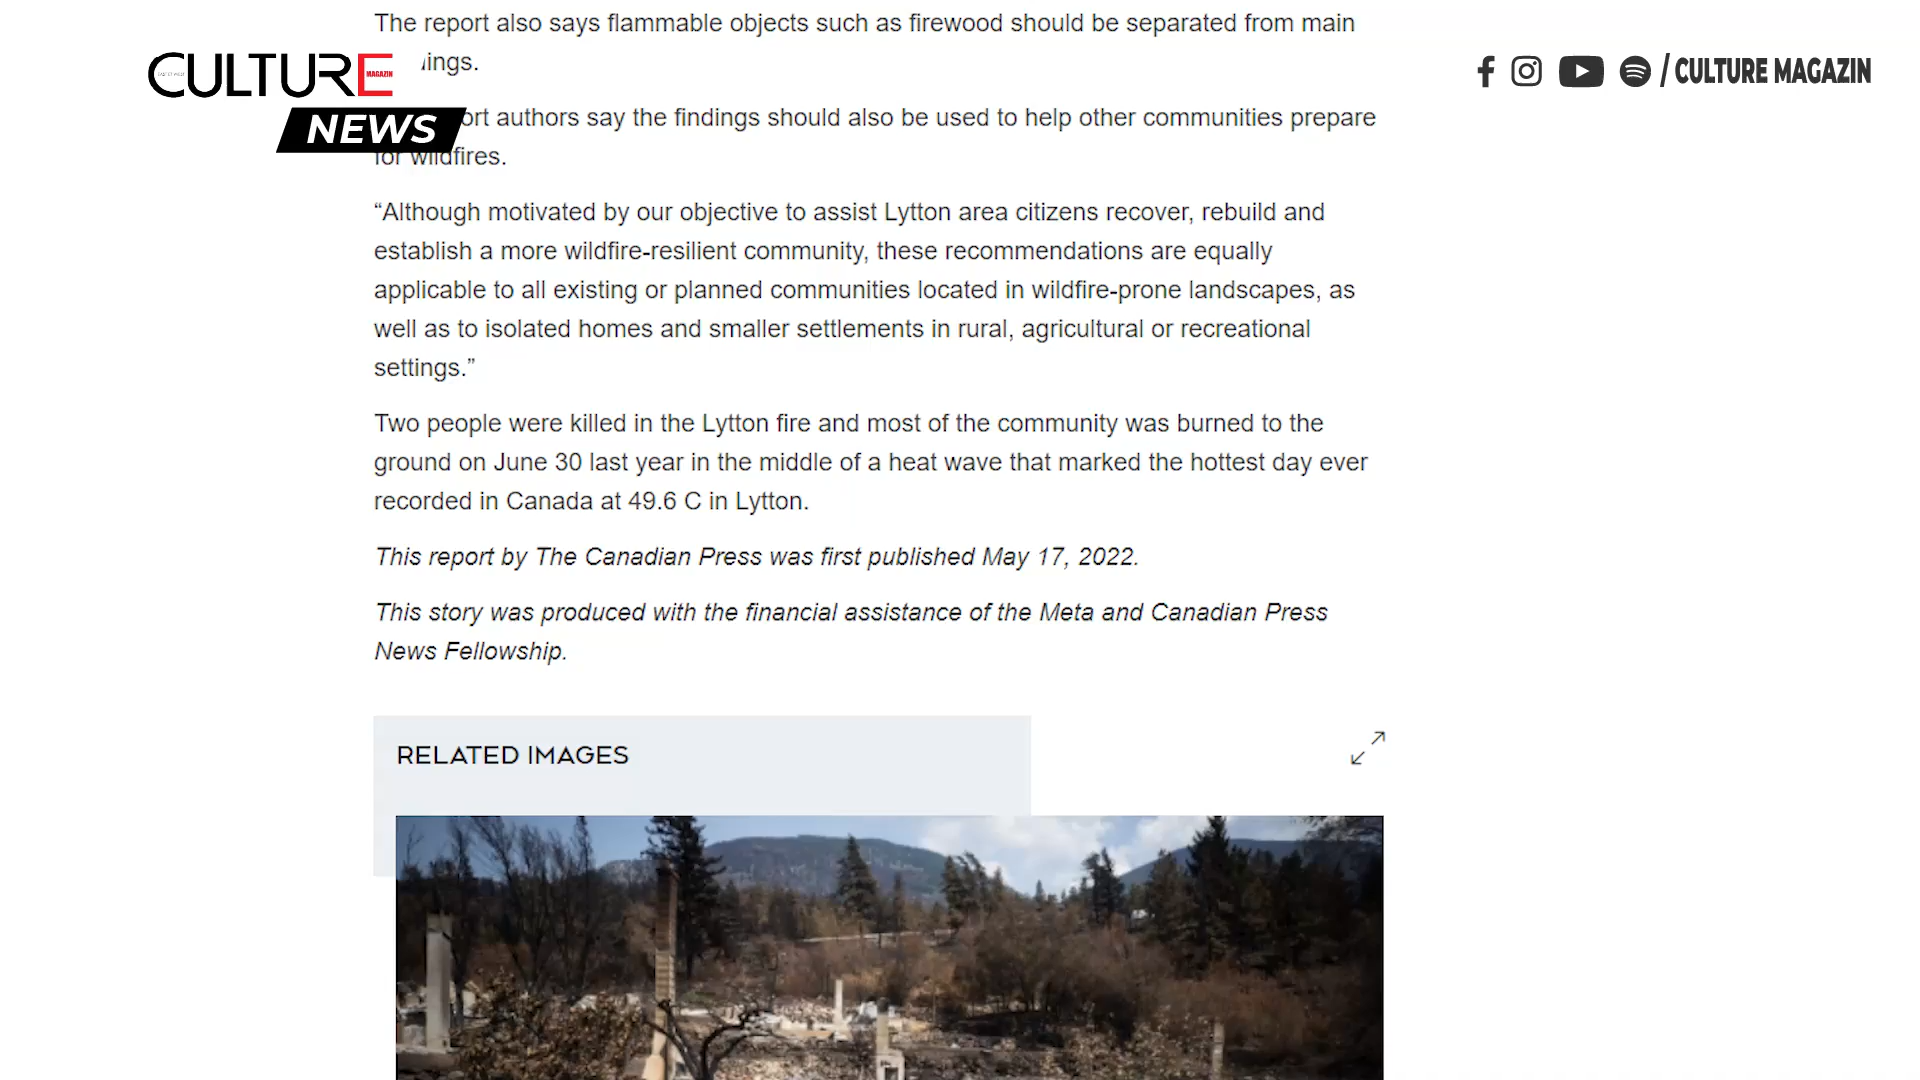 The report also says flammable objects such as firewood should be separated from main
ings.
CULTURE
MAGAZIN
NEWS
/ CULTURE MAGAZIN
ort authors say the findings should also be used to help other communities prepare
for wildfires.
“Although motivated by our objective to assist Lytton area citizens recover, rebuild and
establish a more wildfire-resilient community, these recommendations are equally
applicable to all existing or planned communities located in wildfire-prone landscapes, as
well as to isolated homes and smaller settlements in rural, agricultural or recreational
settings.”
Two people were killed in the Lytton fire and most of the community was burned to the
ground on June 30 last year in the middle of a heat wave that marked the hottest day ever
recorded in Canada at 49.6 C in Lytton.
This report by The Canadian Press was first published May 17, 2022.
This story was produced with the financial assistance of the Meta and Canadian Press
News Fellowship.
RELATED IMAGES